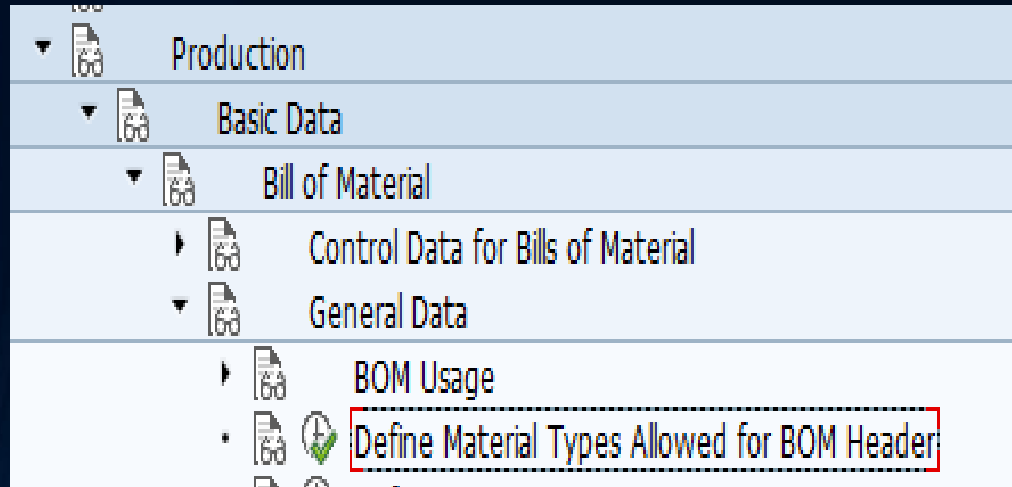 Production
Basic Data
Bill of Material
Control Data for Bills of Material
General Data
BOM Usage
Define Material Types Allowed for BOM Header